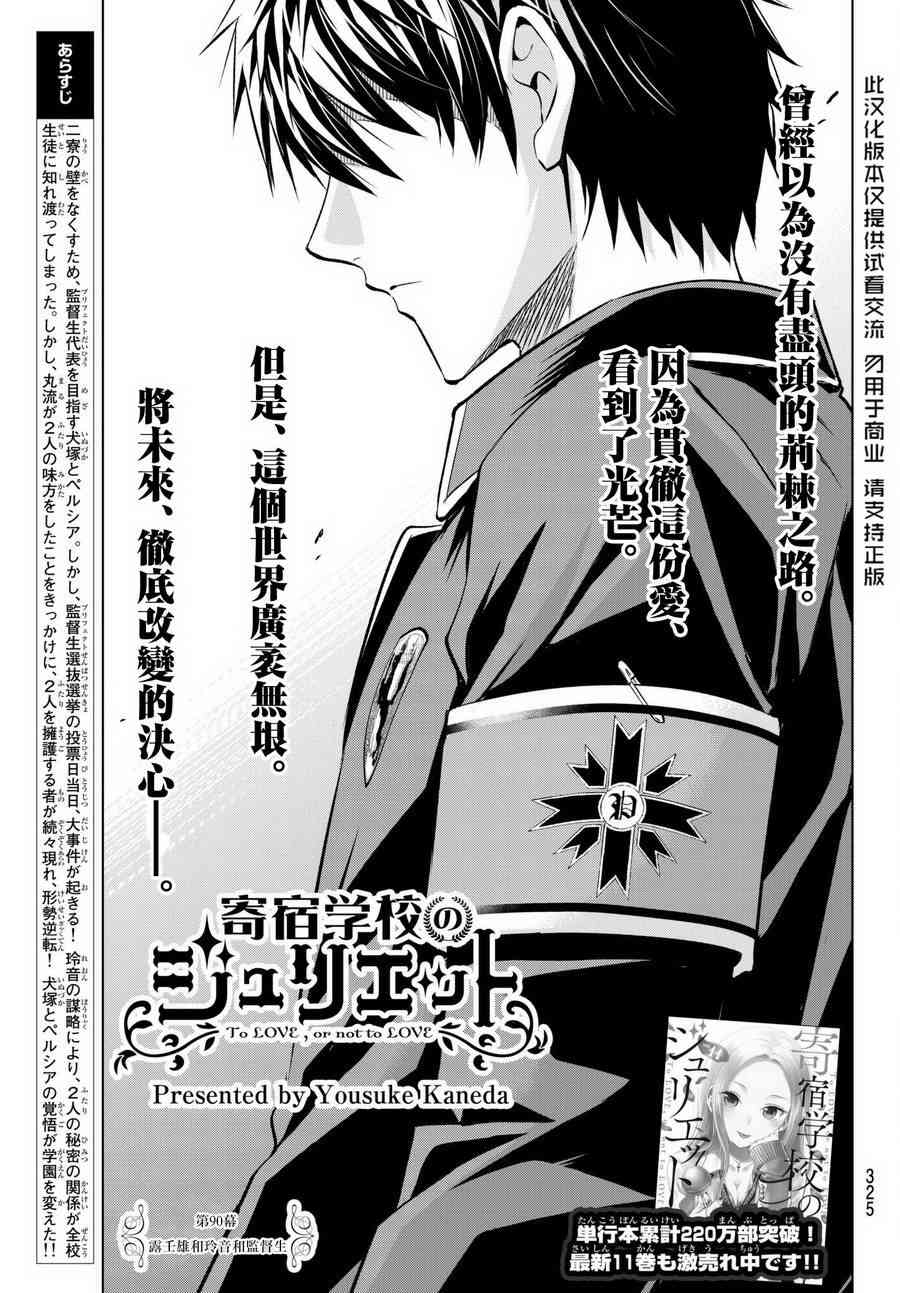 此汉化版本仅提供试看交流 勿用于商业 请支持正版
曾經以為沒有盡頭的荊棘之路。
因為貫徹這份愛、
看到了光芒。
但是、這個世界廣袤無垠。
將未來、徹底改變的決心——。
寄宿学校の
ジュリエット
To LOVE, or not to LOVE
Presented by Yousuke Kaneda
第90幕
露壬雄和玲音和監督生
寄宿学校の
ジュリエット
11
単行本累計220万部突破！
最新11巻も激売れ中です!!
325
あらすじ
二寮の壁をなくすため、監督生代表を目指す犬塚とペルシア。しかし、監督生選抜選挙の投票日当日、大事件が起きる！ 玲音の謀略により、2人の秘密の関係が全校
生徒に知れ渡ってしまった。しかし、丸流が2人の味方をしたことをきっかけに、2人を擁護する者が続々現れ、形勢逆転！ 犬塚とペルシアの覚悟が学園を変えた!!